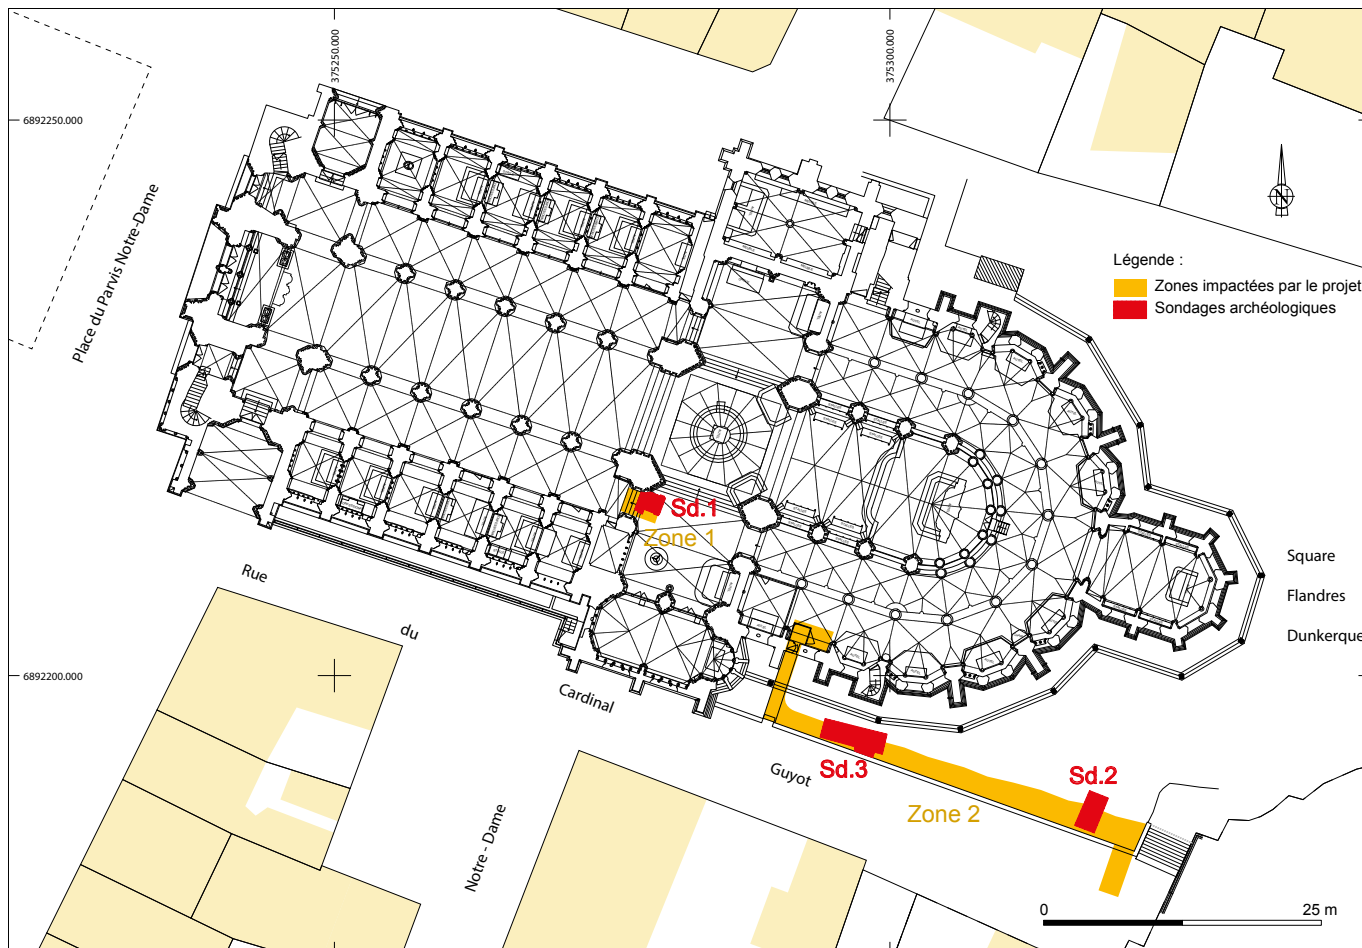 375250.000
375300.000
6892250.000
Place du Parvis Notre-Dame
N
Légende :
Zones impactées par le projet
Sondages archéologiques
Sd.1
Zone 1
Square
Flandres
Dunkerque
Rue
du
6892200.000
Cardinal
Guyot
Sd.3
Sd.2
Zone 2
Notre - Dame
0
25 m